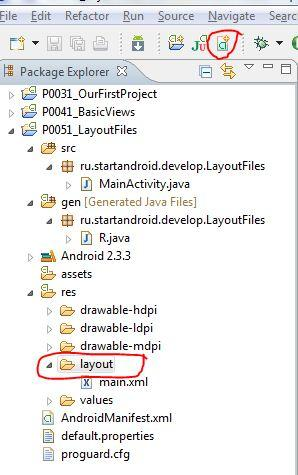 File Edit Refactor Run Source Navigate Search
Package Explorer
P0031_OurFirstProject
P0041_BasicViews
P0051_LayoutFiles
src
ru.startandroid.develop.LayoutFiles
MainActivity.java
gen [Generated Java Files]
ru.startandroid.develop.LayoutFiles
R.java
Android 2.3.3
assets
res
drawable-hdpi
drawable-ldpi
drawable-mdpi
layout
main.xml
values
AndroidManifest.xml
default.properties
proguard.cfg